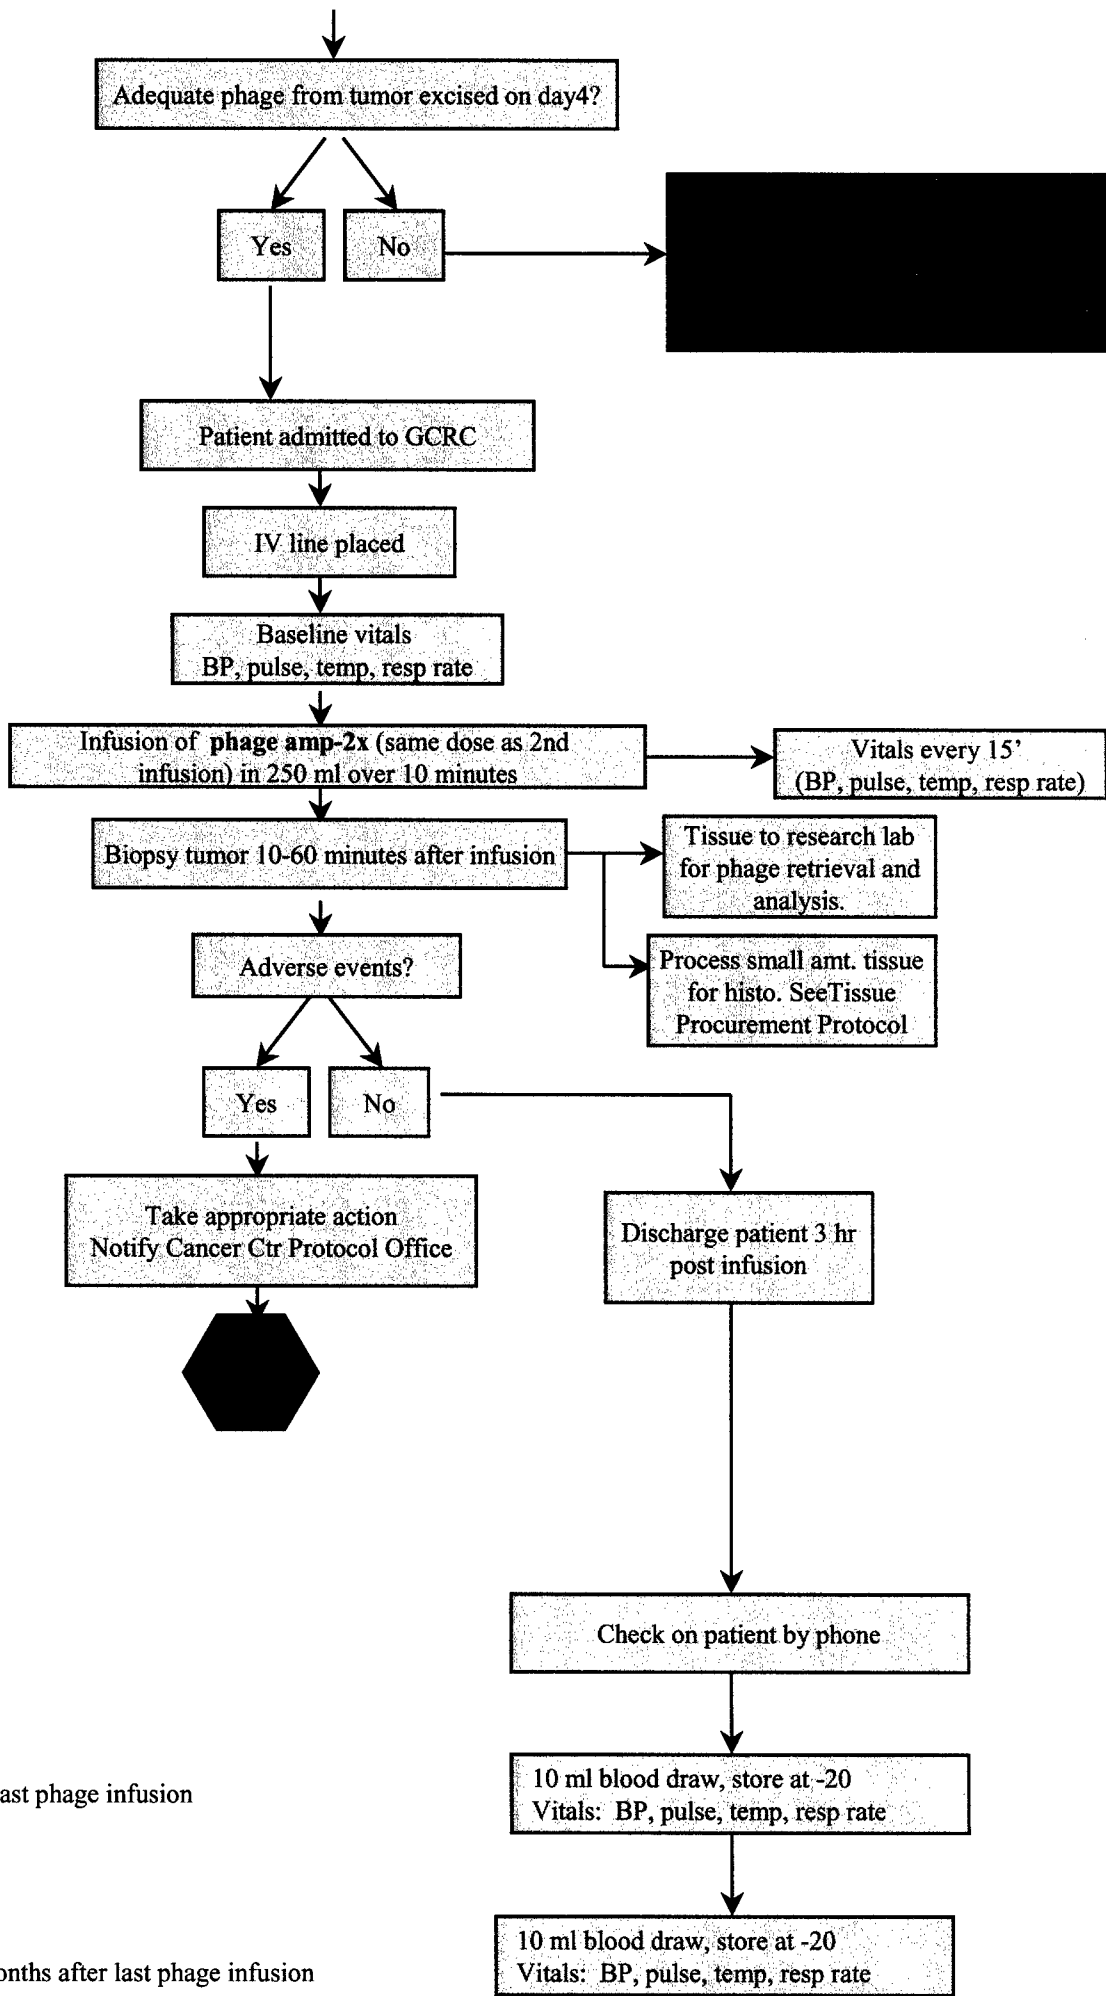 Adequate phage from tumor excised on day4?
Yes
No
Patient admitted to GCRC
IV line placed
Baseline vitals
BP, pulse, temp, resp rate
Infusion of phage amp-2x (same dose as 2nd
infusion) in 250 ml over 10 minutes
Vitals every 15'
(BP, pulse, temp, resp rate)
Biopsy tumor 10-60 minutes after infusion
Tissue to research lab
for phage retrieval and
analysis.
Process small amt. tissue
for histo. SeeTissue
Procurement Protocol
Adverse events?
Yes
No
Take appropriate action
Notify Cancer Ctr Protocol Office
Discharge patient 3 hr
post infusion
Check on patient by phone
ast phage infusion
10 ml blood draw, store at -20
Vitals: BP, pulse, temp, resp rate
10 ml blood draw, store at -20
Vitals: BP, pulse, temp, resp rate
onths after last phage infusion